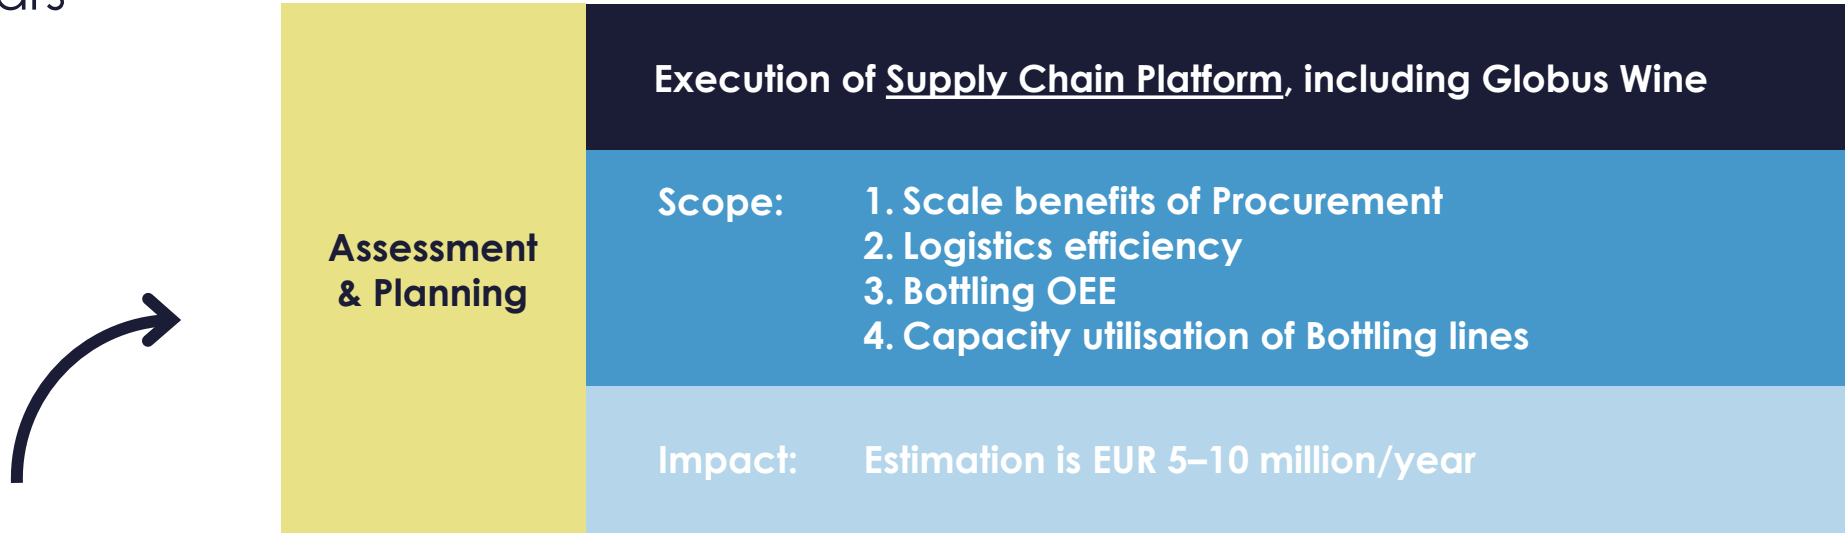 Assessment
& Planning
Execution of Supply Chain Platform, including Globus Wine
Scope:
1. Scale benefits of Procurement
2. Logistics efficiency
3. Bottling OEE
4. Capacity utilisation of Bottling lines
Impact:
Estimation is EUR 5–10 million/year